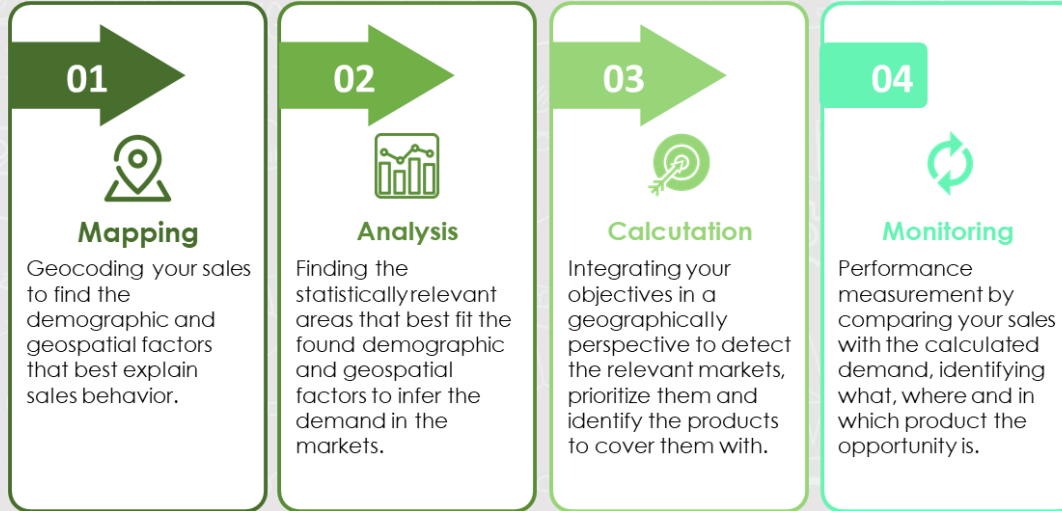 01
Mapping
Geocoding your sales
to find the
demographic and
geospatial factors
that best explain
sales behavior.
02
Analysis
Finding the
statistically relevant
areas that best fit the
found demographic
and geospatial
factors to infer the
demand in the
markets.
03
Calcutation
Integrating your
objectives in a
geographically
perspective to detect
the relevant markets,
prioritize them and
identify the products
to cover them with.
04
Monitoring
Performance
measurement by
comparing your sales
with the calculated
demand, identifying
what, where and in
which product the
opportunity is.